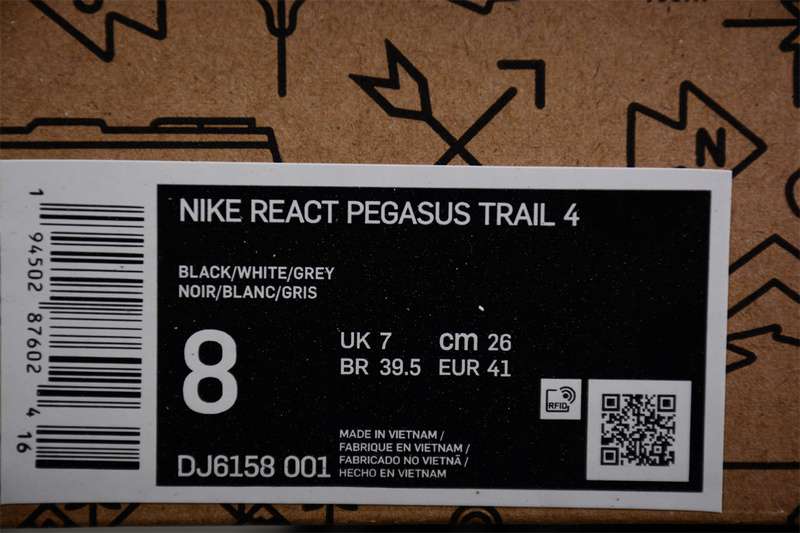 NIKE REACT PEGASUS TRAIL 4
BLACK/WHITE/GREY
NOIR/BLANC/GRIS
8
UK 7 cm 26
BR 39.5 EUR 41
RFID
DJ6158 001
MADE IN VIETNAM /
FABRIQUE EN VIETNAM /
FABRICADO NO VIETNÃ /
HECHO EN VIETNAM
1 94502 87602 4 16
N